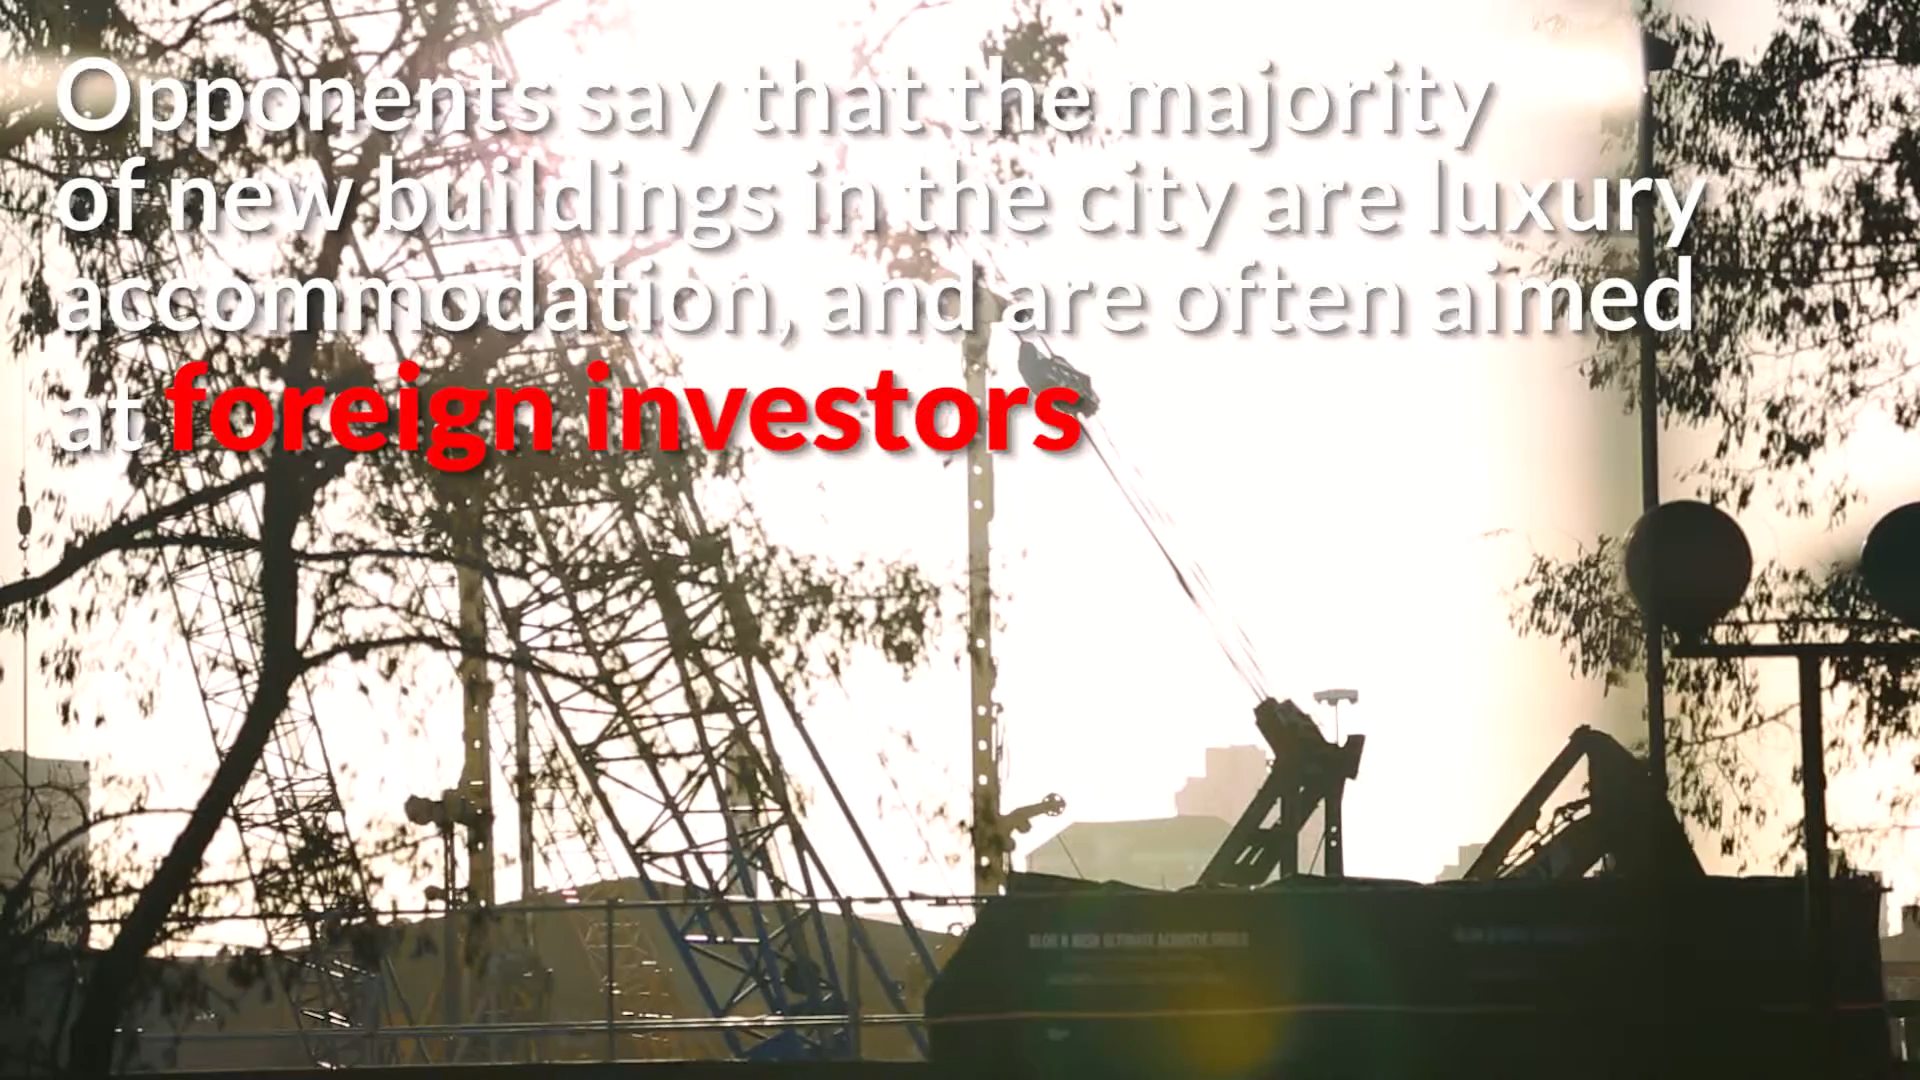 Opponents say that the majority
of new buildings in the city are luxury
accommodation, and are often aimed
at foreign investors